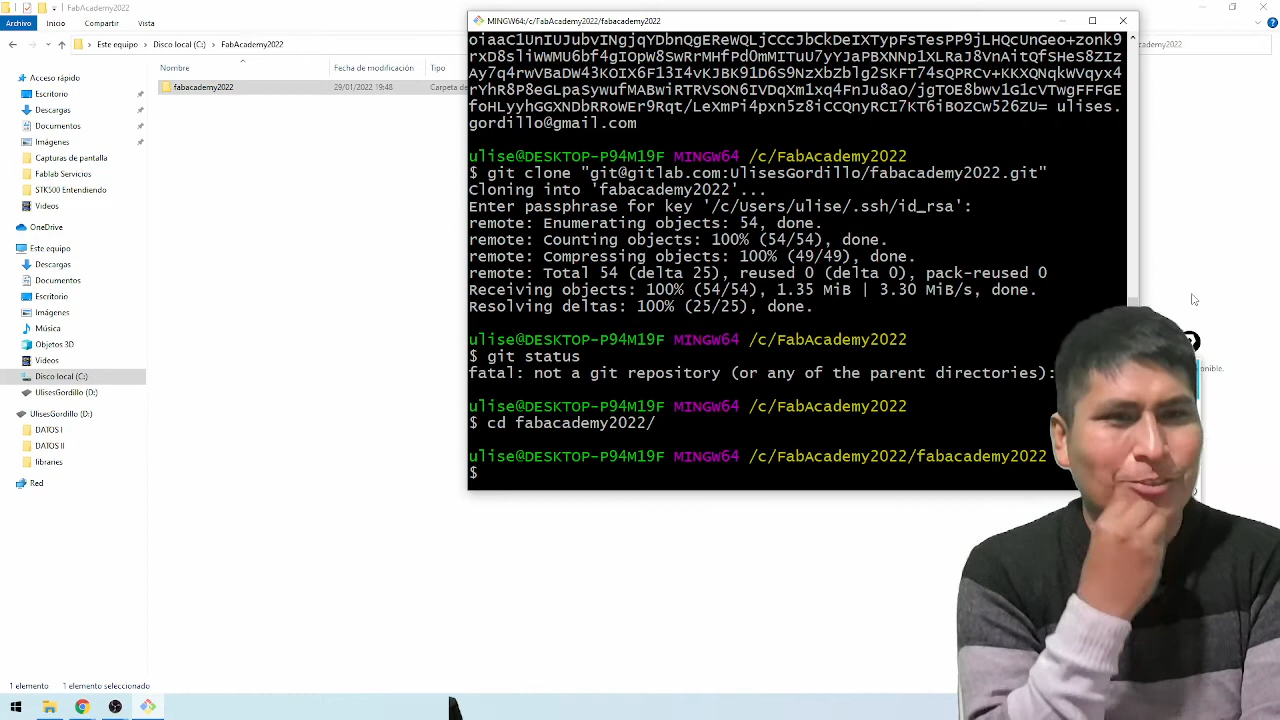 FabAcademy2022
Archivo Inicio Compartir Vista
Este equipo > Disco local (C:) > FabAcademy2022
Nombre Fecha de modificación Tipo
fabacademy2022 29/01/2022 19:48 Carpeta de
Acceso rápido
Escritorio
Descargas
Documentos
Imágenes
Capturas de pantalla
Fablab Servicios
STK500 Entendiendo
Videos
OneDrive
Este equipo
Descargas
Documentos
Escritorio
Imágenes
Música
Objetos 3D
Videos
Disco local (C:)
UlisesGordillo (D:)
UlisesGordillo (D:)
DATOS I
DATOS II
fibranes
Red
1 elemento 1 elemento seleccionado
MINGW64:/c/FabAcademy2022/fabacademy2022
foHLyyhGGXNDbRRowEr9Rqt/LeXmPi4pxn5z8iCCQnyRCI7KT6iBOZCw526ZU= ulises.
gordillo@gmail.com
ulise@DESKTOP-P94M19F MINGW64 /c/FabAcademy2022
$ git clone "git@gitlab.com:UlisesGordillo/fabacademy2022.git"
Cloning into 'fabacademy2022'...
Enter passphrase for key '/c/Users/ulise/.ssh/id_rsa':
remote: Enumerating objects: 54, done.
remote: Counting objects: 100% (54/54), done.
remote: Compressing objects: 100% (49/49), done.
remote: Total 54 (delta 25), reused 0 (delta 0), pack-reused 0
Receiving objects: 100% (54/54), 1.35 MiB | 3.30 MiB/s, done.
Resolving deltas: 100% (25/25), done.
ulise@DESKTOP-P94M19F MINGW64 /c/FabAcademy2022
$ git status
fatal: not a git repository (or any of the parent directories):
ulise@DESKTOP-P94M19F MINGW64 /c/FabAcademy2022
$ cd fabacademy2022/
ulise@DESKTOP-P94M19F MINGW64 /c/FabAcademy2022/fabacademy2022
$
cademy2022
ponible.